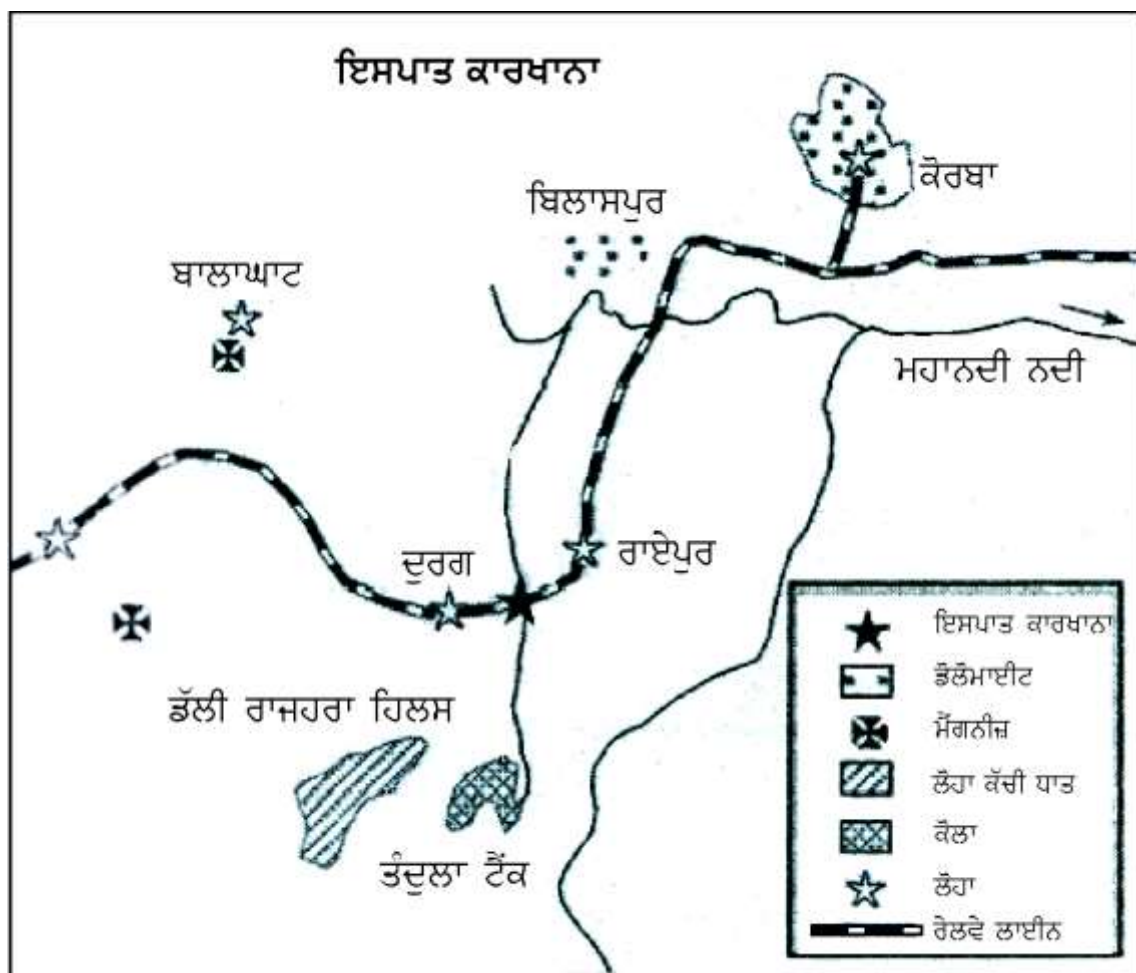 ਇਸਪਾਤ ਕਾਰਖਾਨਾ
ਕੋਰਬਾ
ਬਿਲਾਸਪੁਰ
ਬਾਲਾਘਾਟ
ਮਹਾਨਦੀ ਨਦੀ
ਦੁਰਗ
ਰਾਏਪੁਰ
ਡੱਲੀ ਰਾਜਹਰਾ ਹਿਲਸ
ਤੰਦੁਲਾ ਟੈਂਕ
ਇਸਪਾਤ ਕਾਰਖਾਨਾ
ਡੋਲੋਮਾਈਟ
ਮੈਂਗਨੀਜ਼
ਲੋਹਾ ਕੱਚੀ ਧਾਤ
ਕੋਲਾ
ਲੋਹਾ
ਰੇਲਵੇ ਲਾਈਨ